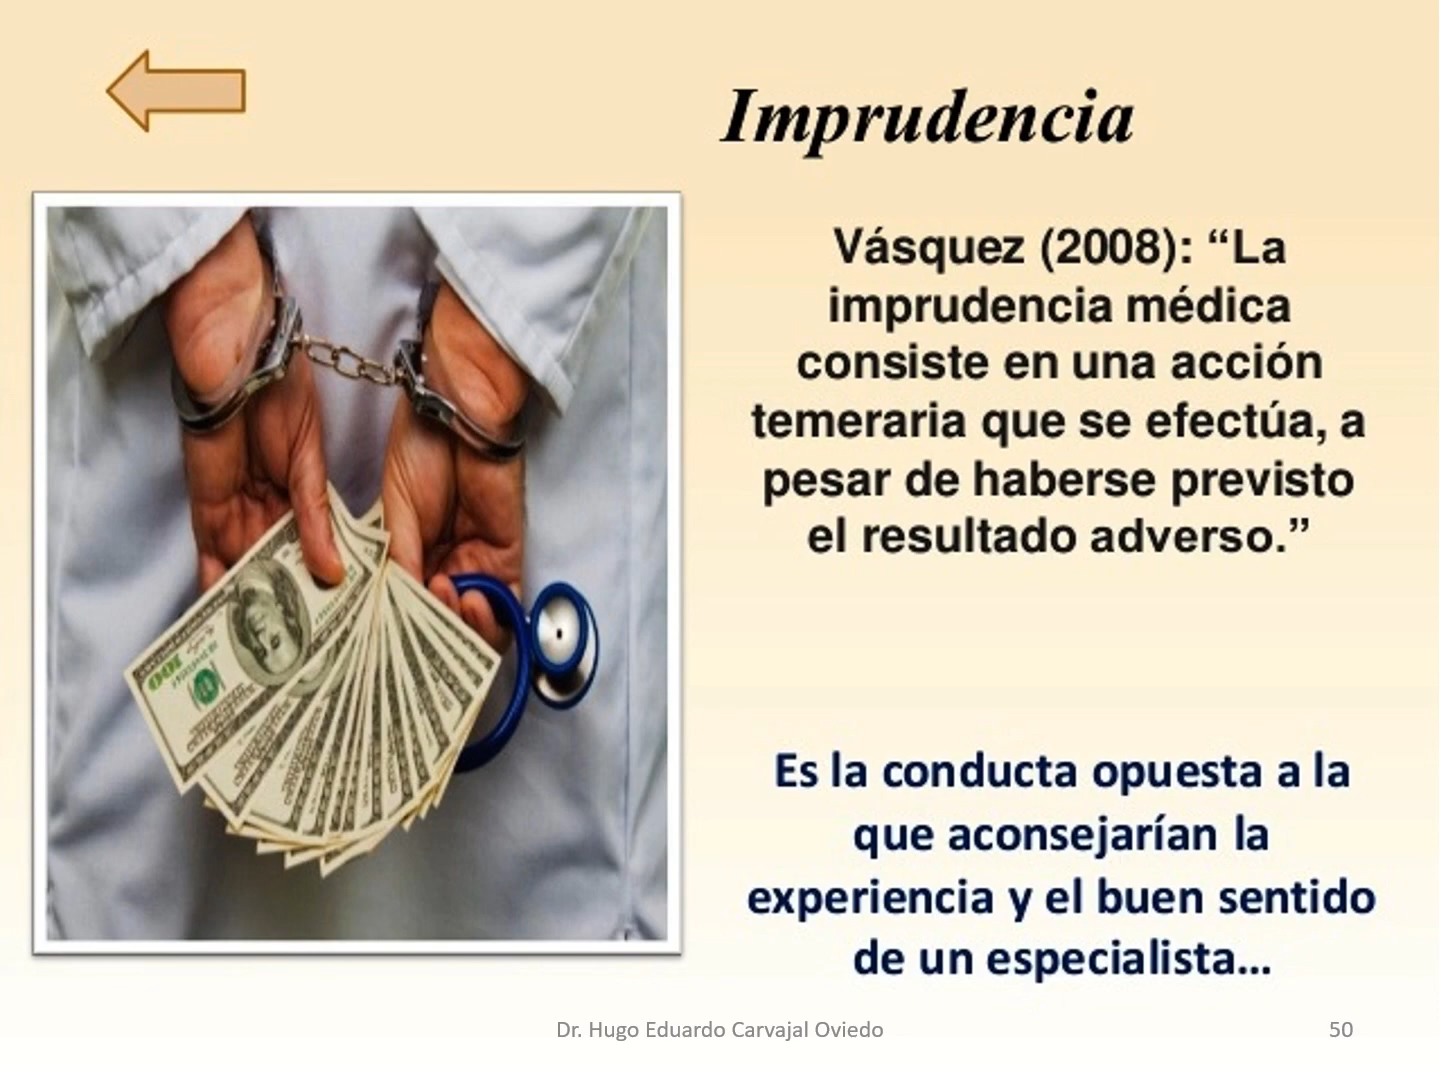 Imprudencia
Vásquez (2008): “La
imprudencia médica
consiste en una acción
temeraria que se efectúa, a
pesar de haberse previsto
el resultado adverso.”
100
Es la conducta opuesta a la
que aconsejarían la
experiencia y el buen sentido
de un especialista...
Dr. Hugo Eduardo Carvajal Oviedo
50